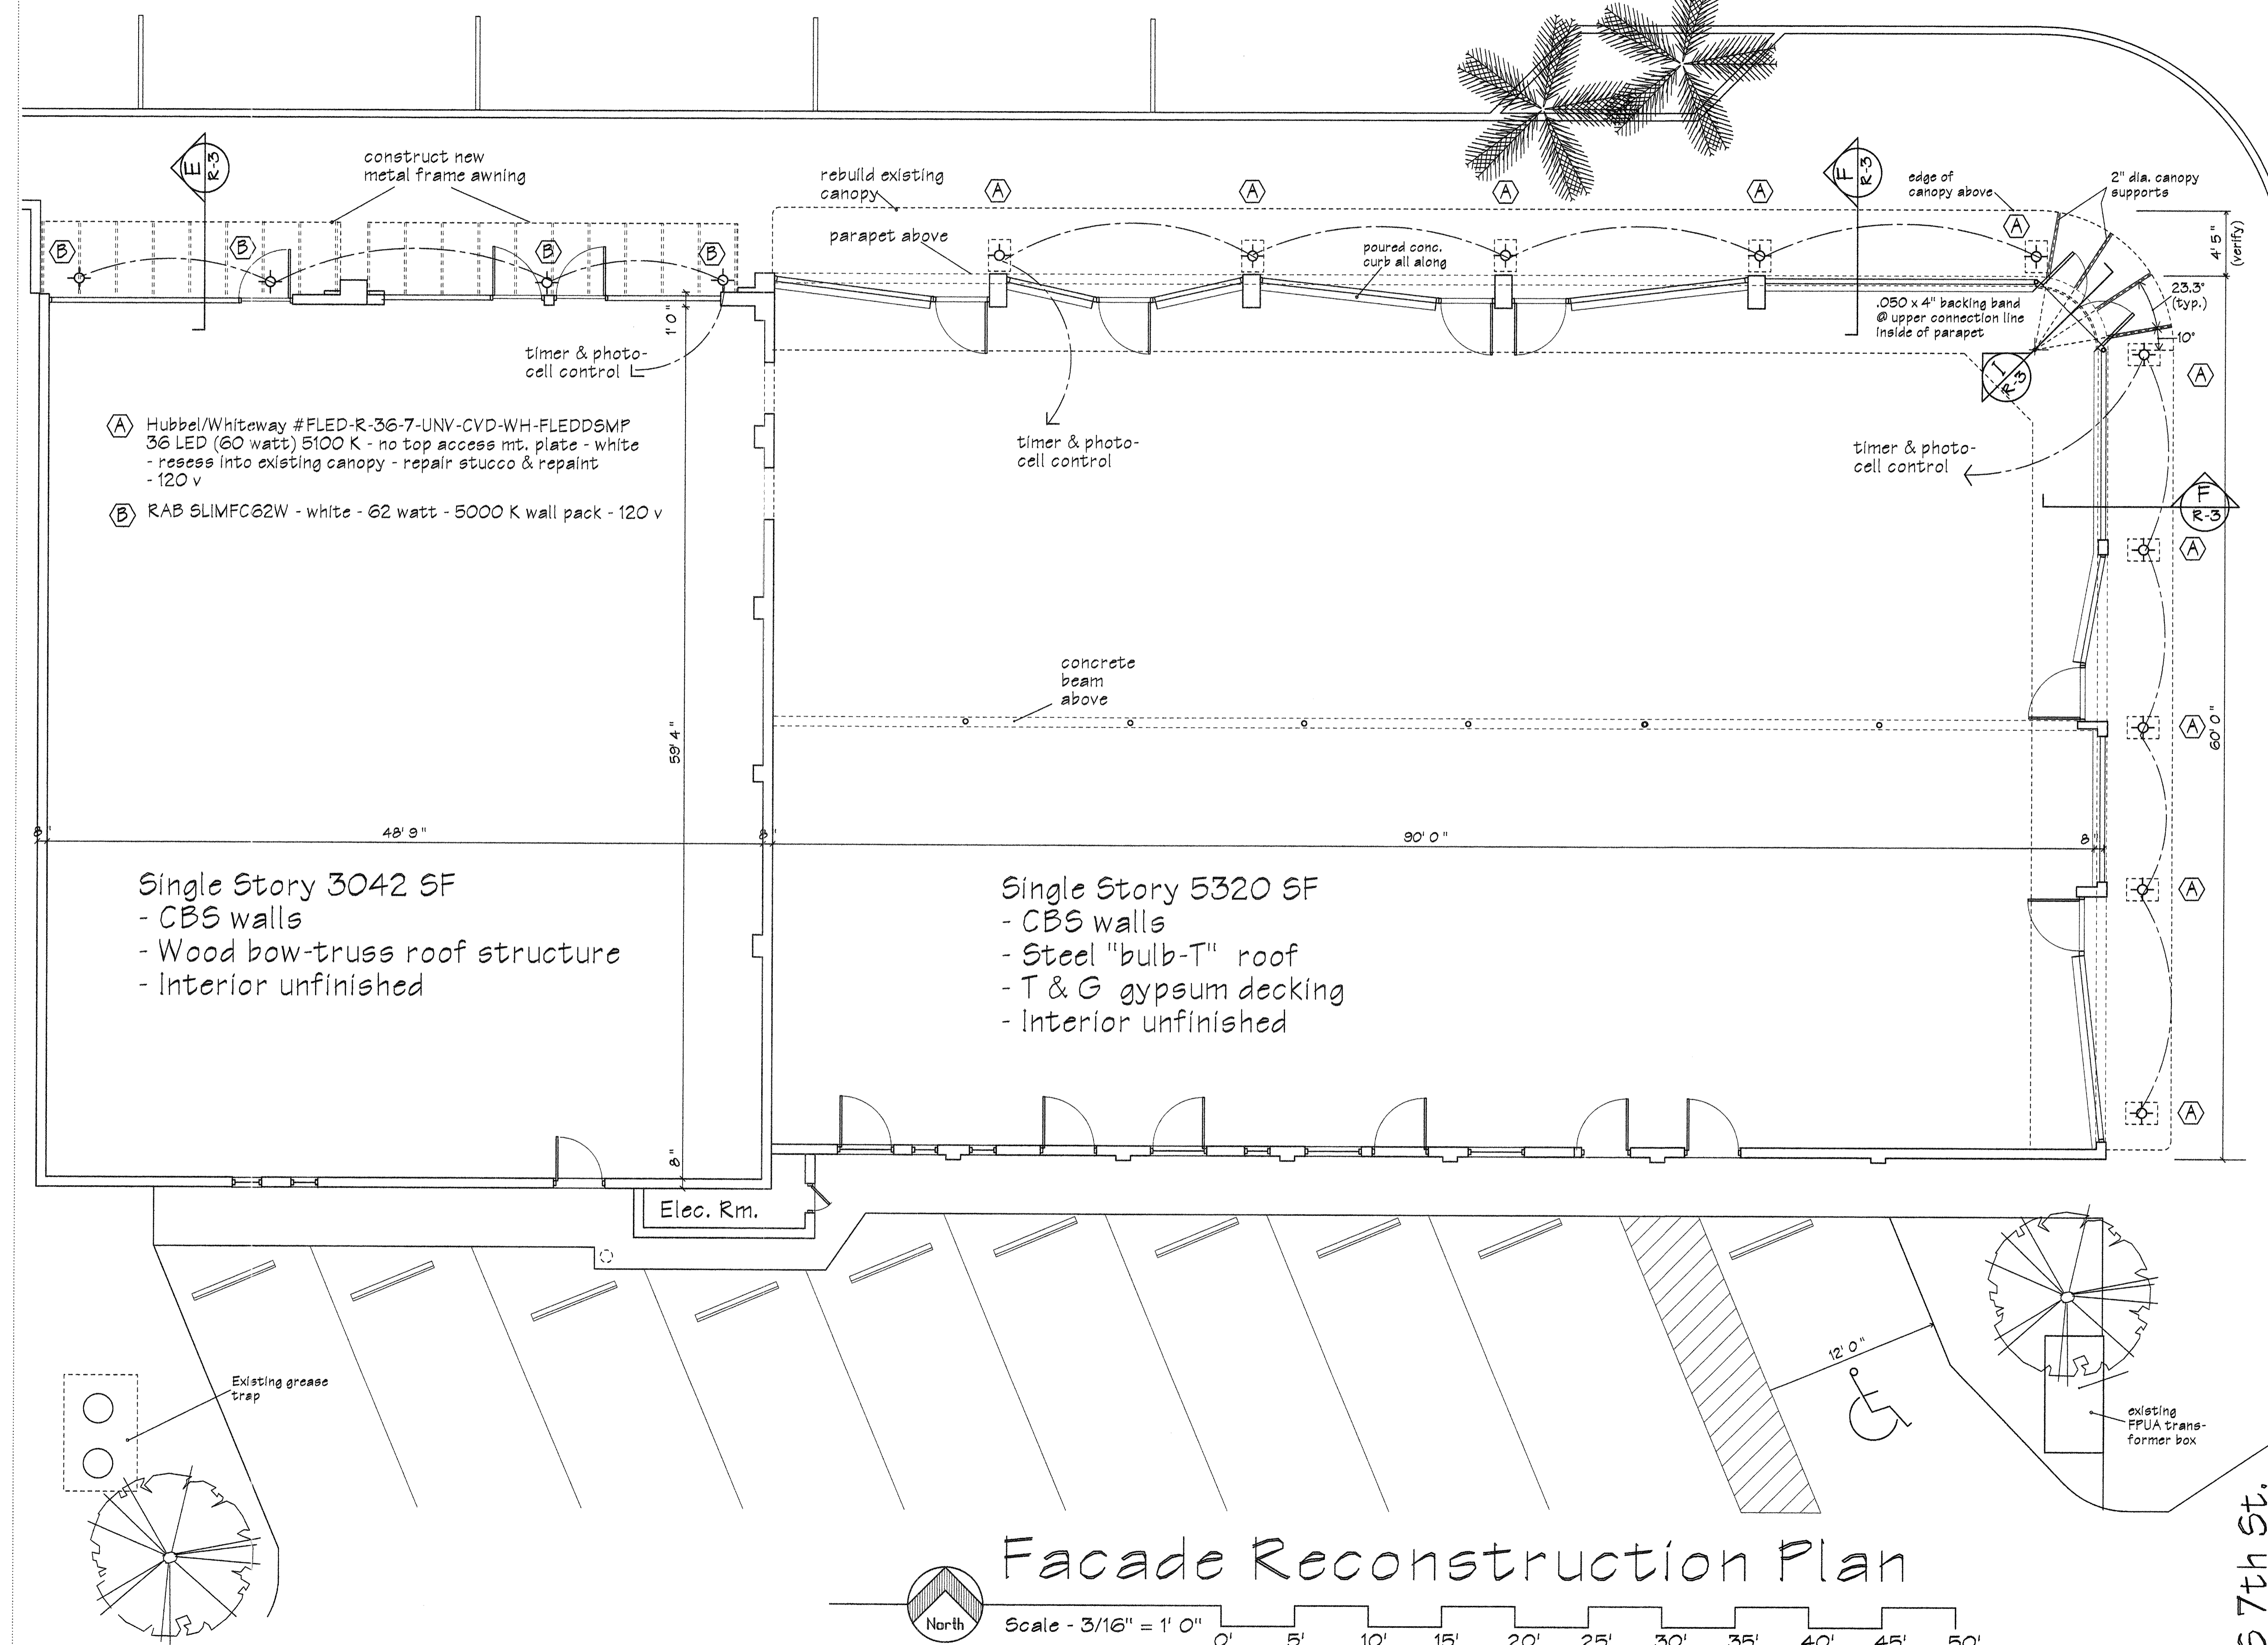 construct new
metal frame awning
rebuild existing
canopy
parapet above
edge of
canopy above
2" dia. canopy
supports
E
R-3
F
R-3
A
A
A
A
A
B
B
B
B
poured conc.
curb all along
4' 5"
(verify)
23.3°
(typ.)
10°
.050 x 4" backing band
@ upper connection line
inside of parapet
I
R-3
1' 0"
timer & photo-
cell control
timer & photo-
cell control
timer & photo-
cell control
A
A Hubbel/Whiteway #FLED-R-36-7-UNV-CVD-WH-FLEDDSMP
36 LED (60 watt) 5100 K - no top access mt. plate - white
- resess into existing canopy - repair stucco & repaint
- 120 v
B RAB SLIMFC62W - white - 62 watt - 5000 K wall pack - 120 v
F
R-3
A
concrete
beam
above
59' 4"
A
60' 0"
8"
48' 9"
8"
90' 0"
8"
A
Single Story 3042 SF
- CBS walls
- Wood bow-truss roof structure
- Interior unfinished
Single Story 5320 SF
- CBS walls
- Steel "bulb-T" roof
- T & G gypsum decking
- Interior unfinished
A
8"
Elec. Rm.
12' 0"
Existing grease
trap
existing
FPUA trans-
former box
Facade Reconstruction Plan
North
Scale - 3/16" = 1' 0"
0' 5' 10' 15' 20' 25' 30' 35' 40' 45' 50'
7th St.